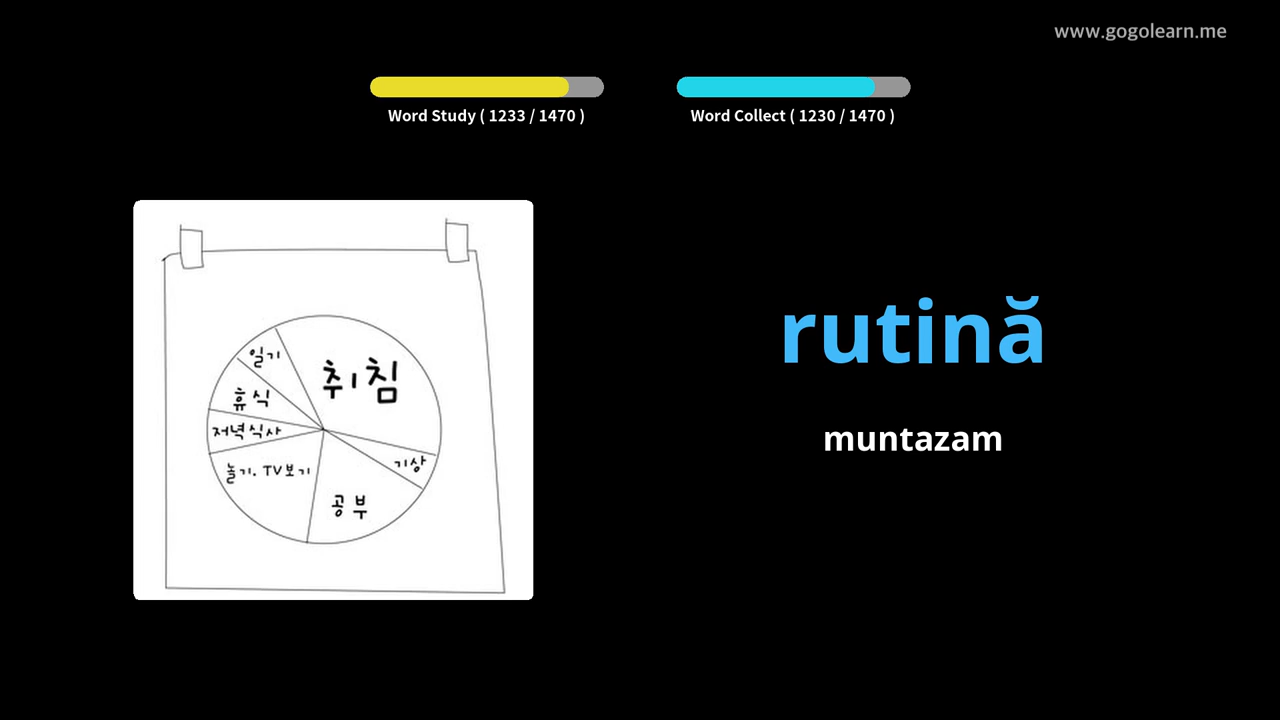 www.gogolearn.me
Word Study ( 1233 / 1470 )
Word Collect ( 1230 / 1470 )
일기
취침
휴식
저녁식사
놀기. TV보기
기상
공부
rutină
muntazam